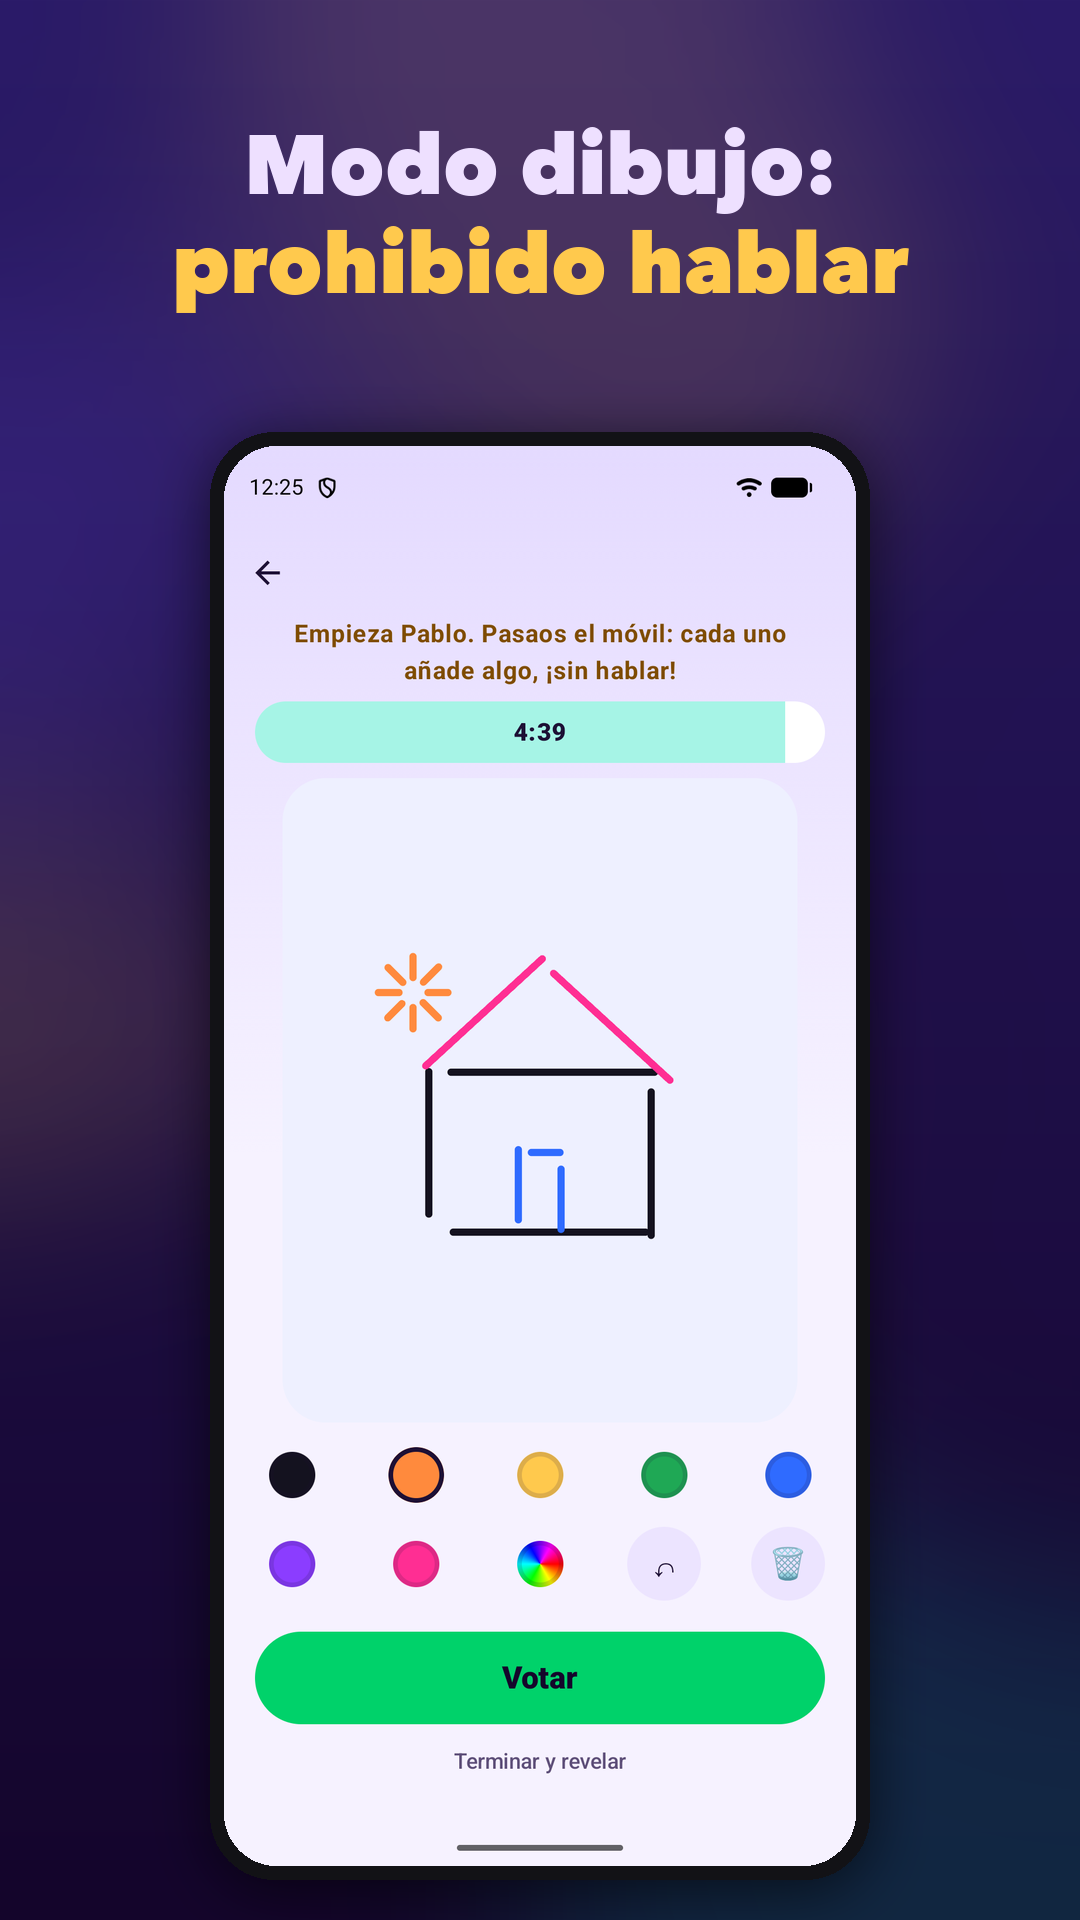 Modo dibujo:
prohibido hablar
12:25
Empieza Pablo. Pasaos el móvil: cada uno
añade algo, ¡sin hablar!
4:39
Votar
Terminar y revelar